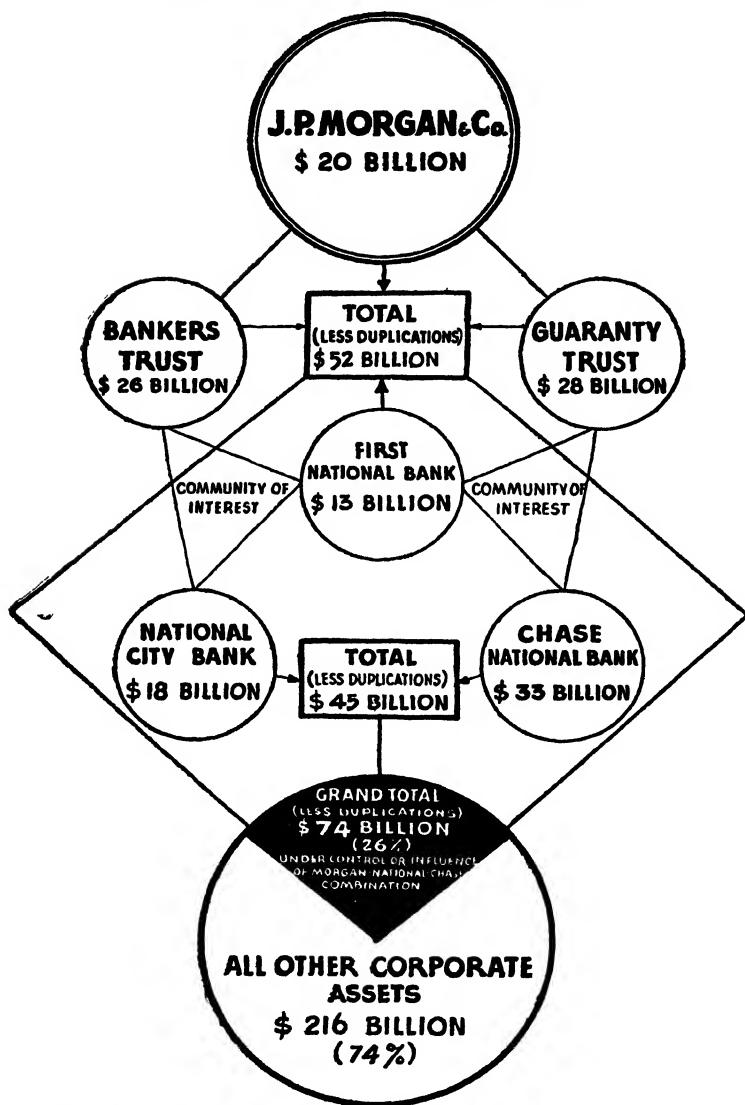 J.P. MORGAN & Co.
$ 20 BILLION
BANKERS
TRUST
$ 26 BILLION
TOTAL
(LESS DUPLICATIONS)
$ 52 BILLION
GUARANTY
TRUST
$ 28 BILLION
FIRST
NATIONAL BANK
$ 13 BILLION
COMMUNITY OF
INTEREST
COMMUNITY OF
INTEREST
NATIONAL
CITY BANK
$ 18 BILLION
TOTAL
(LESS DUPLICATIONS)
$ 45 BILLION
CHASE
NATIONAL BANK
$ 33 BILLION
GRAND TOTAL
(LESS DUPLICATIONS)
$ 74 BILLION
(26%)
UNDER CONTROL OR INFLUENCE
OF MORGAN-NATIONAL-CHASE
COMBINATION
ALL OTHER CORPORATE
ASSETS
$ 216 BILLION
(74%)